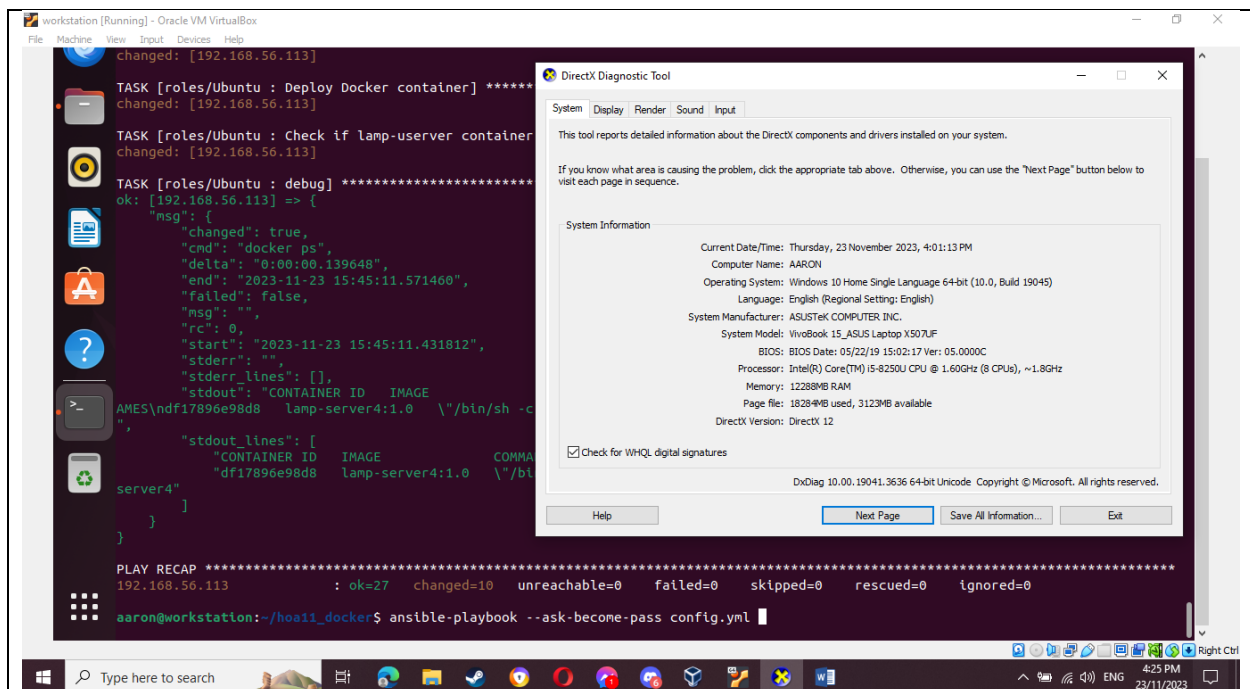 workstation [Running] - Oracle VM VirtualBox
File Machine View Input Devices Help
changed: [192.168.56.113]
TASK [roles/Ubuntu : Deploy Docker container] ******
changed: [192.168.56.113]
TASK [roles/Ubuntu : Check if lamp-userver container
changed: [192.168.56.113]
TASK [roles/Ubuntu : debug] ************************
ok: [192.168.56.113] => {
"msg": {
"changed": true,
"cmd": "docker ps",
"delta": "0:00:00.139648",
"end": "2023-11-23 15:45:11.571460",
"failed": false,
"msg": "",
"rc": 0,
"start": "2023-11-23 15:45:11.431812",
"stderr": "",
"stderr_lines": [],
"stdout": "CONTAINER ID IMAGE
AMES\ndf17896e98d8 lamp-server4:1.0 \"/bin/sh -c
",
"stdout_lines": [
"CONTAINER ID IMAGE COMMA
"df17896e98d8 lamp-server4:1.0 \"/bi
server4"
]
}
}
PLAY RECAP *************************************************************************************************
192.168.56.113 : ok=27 changed=10 unreachable=0 failed=0 skipped=0 rescued=0 ignored=0
aaron@workstation:~/hoa11_docker$ ansible-playbook --ask-become-pass config.yml
DirectX Diagnostic Tool
System Display Render Sound Input
This tool reports detailed information about the DirectX components and drivers installed on your system.
If you know what area is causing the problem, click the appropriate tab above. Otherwise, you can use the "Next Page" button below to
visit each page in sequence.
System Information
Current Date/Time: Thursday, 23 November 2023, 4:01:13 PM
Computer Name: AARON
Operating System: Windows 10 Home Single Language 64-bit (10.0, Build 19045)
Language: English (Regional Setting: English)
System Manufacturer: ASUSTeK COMPUTER INC.
System Model: VivoBook 15_ASUS Laptop X507UF
BIOS: BIOS Date: 05/22/19 15:02:17 Ver: 05.0000C
Processor: Intel(R) Core(TM) i5-8250U CPU @ 1.60GHz (8 CPUs), ~1.8GHz
Memory: 12288MB RAM
Page file: 18284MB used, 3123MB available
DirectX Version: DirectX 12
Check for WHQL digital signatures
DxDiag 10.00.19041.3636 64-bit Unicode Copyright © Microsoft. All rights reserved.
Help Next Page Save All Information... Exit
Right Ctrl
Type here to search
ENG
4:25 PM
23/11/2023